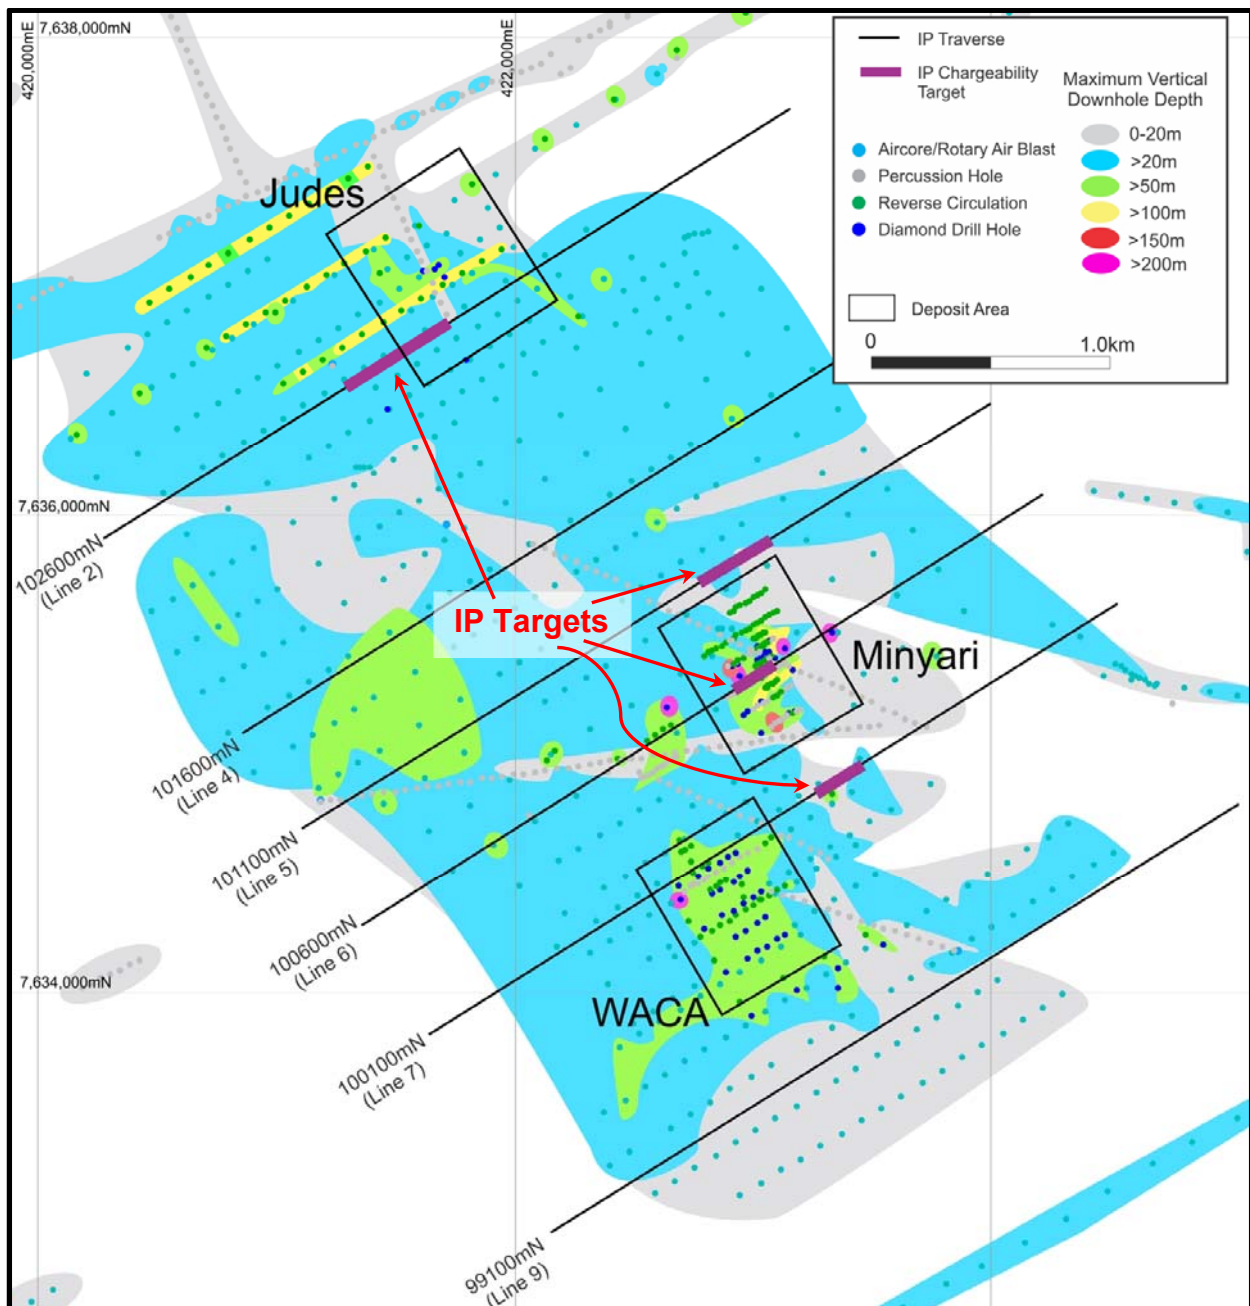 420,000mE
7,638,000mN
422,000mE
IP Traverse
IP Chargeability
Target
Maximum Vertical
Downhole Depth
0-20m
>20m
>50m
>100m
>150m
>200m
Aircore/Rotary Air Blast
Percussion Hole
Reverse Circulation
Diamond Drill Hole
Deposit Area
0
1.0km
Judes
7,636,000mN
102600mN
(Line 2)
IP Targets
Minyari
101600mN
(Line 4)
101100mN
(Line 5)
100600mN
(Line 6)
7,634,000mN
WACA
100100mN
(Line 7)
99100mN
(Line 9)